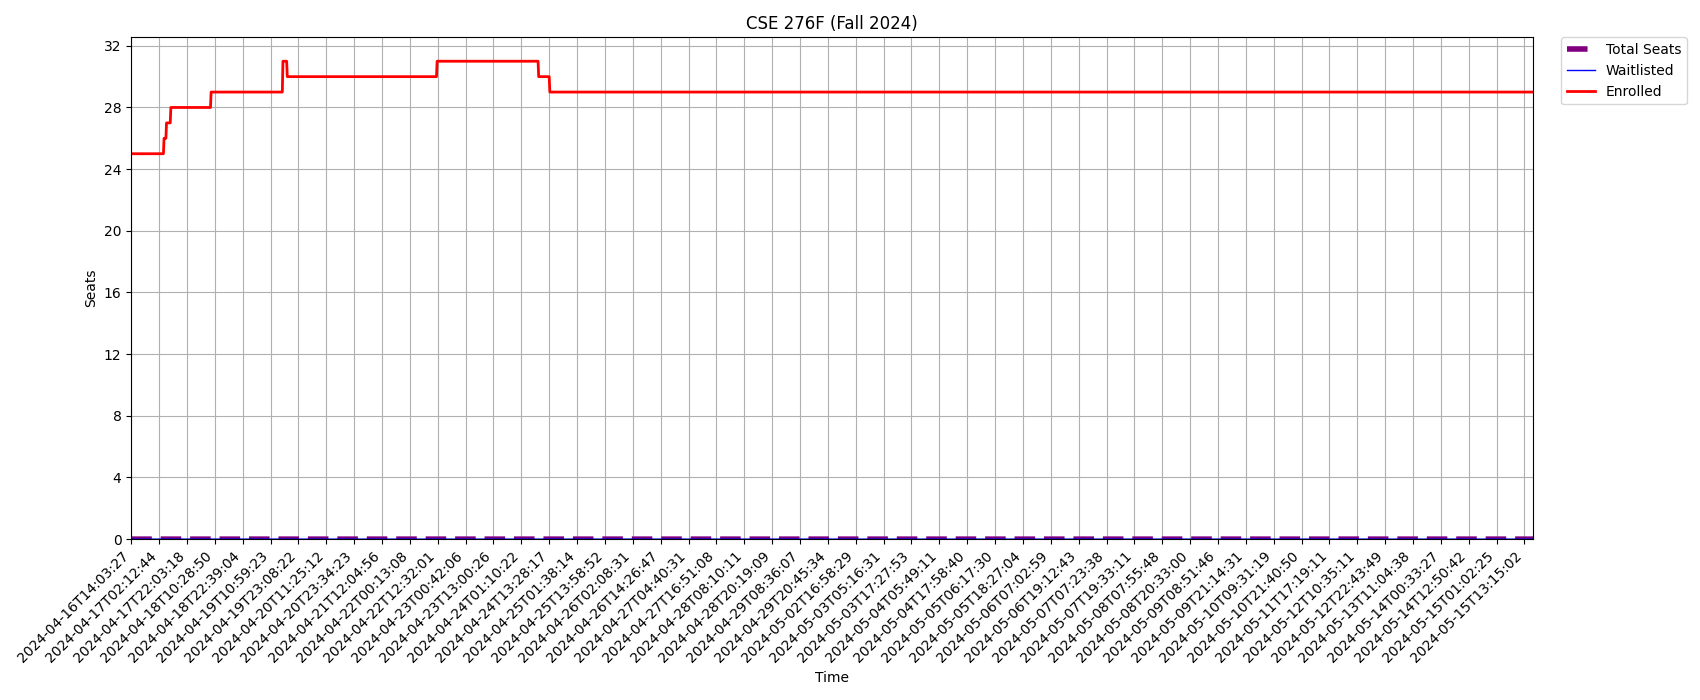 CSE 276F (Fall 2024)
Total Seats
Waitlisted
Enrolled
Seats
32
28
24
20
16
12
8
4
0
2024-04-16T14:03:27
2024-04-17T02:12:44
2024-04-17T22:03:18
2024-04-18T10:28:50
2024-04-18T22:39:04
2024-04-19T10:59:23
2024-04-19T23:08:22
2024-04-20T11:25:12
2024-04-20T23:34:23
2024-04-21T12:04:56
2024-04-22T00:13:08
2024-04-22T12:32:01
2024-04-23T00:42:06
2024-04-23T13:00:26
2024-04-24T01:10:22
2024-04-24T13:28:17
2024-04-25T01:38:14
2024-04-25T13:58:52
2024-04-26T02:08:31
2024-04-26T14:26:47
2024-04-27T04:40:31
2024-04-27T16:51:08
2024-04-28T08:10:11
2024-04-28T20:19:09
2024-04-29T08:36:07
2024-04-29T20:45:34
2024-05-02T16:58:29
2024-05-03T05:16:31
2024-05-03T17:27:53
2024-05-04T05:49:11
2024-05-04T17:58:40
2024-05-05T06:17:30
2024-05-05T18:27:04
2024-05-06T07:02:59
2024-05-06T19:12:43
2024-05-07T07:23:38
2024-05-07T19:33:11
2024-05-08T07:55:48
2024-05-08T20:33:00
2024-05-09T08:51:46
2024-05-09T21:14:31
2024-05-10T09:31:19
2024-05-10T21:40:50
2024-05-11T17:19:11
2024-05-12T10:35:11
2024-05-12T22:43:49
2024-05-13T11:04:38
2024-05-14T00:33:27
2024-05-14T12:50:42
2024-05-15T01:02:25
2024-05-15T13:15:02
Time